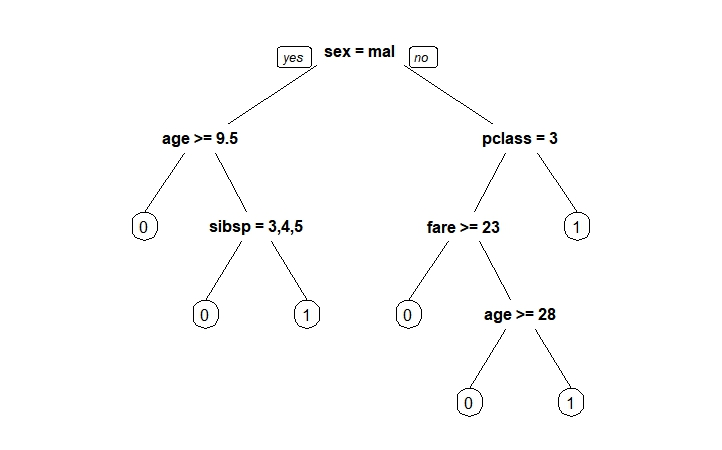 yes sex = mal no
age >= 9.5 pclass = 3
0 sibsp = 3,4,5 fare >= 23 1
0 1 0 age >= 28
0 1